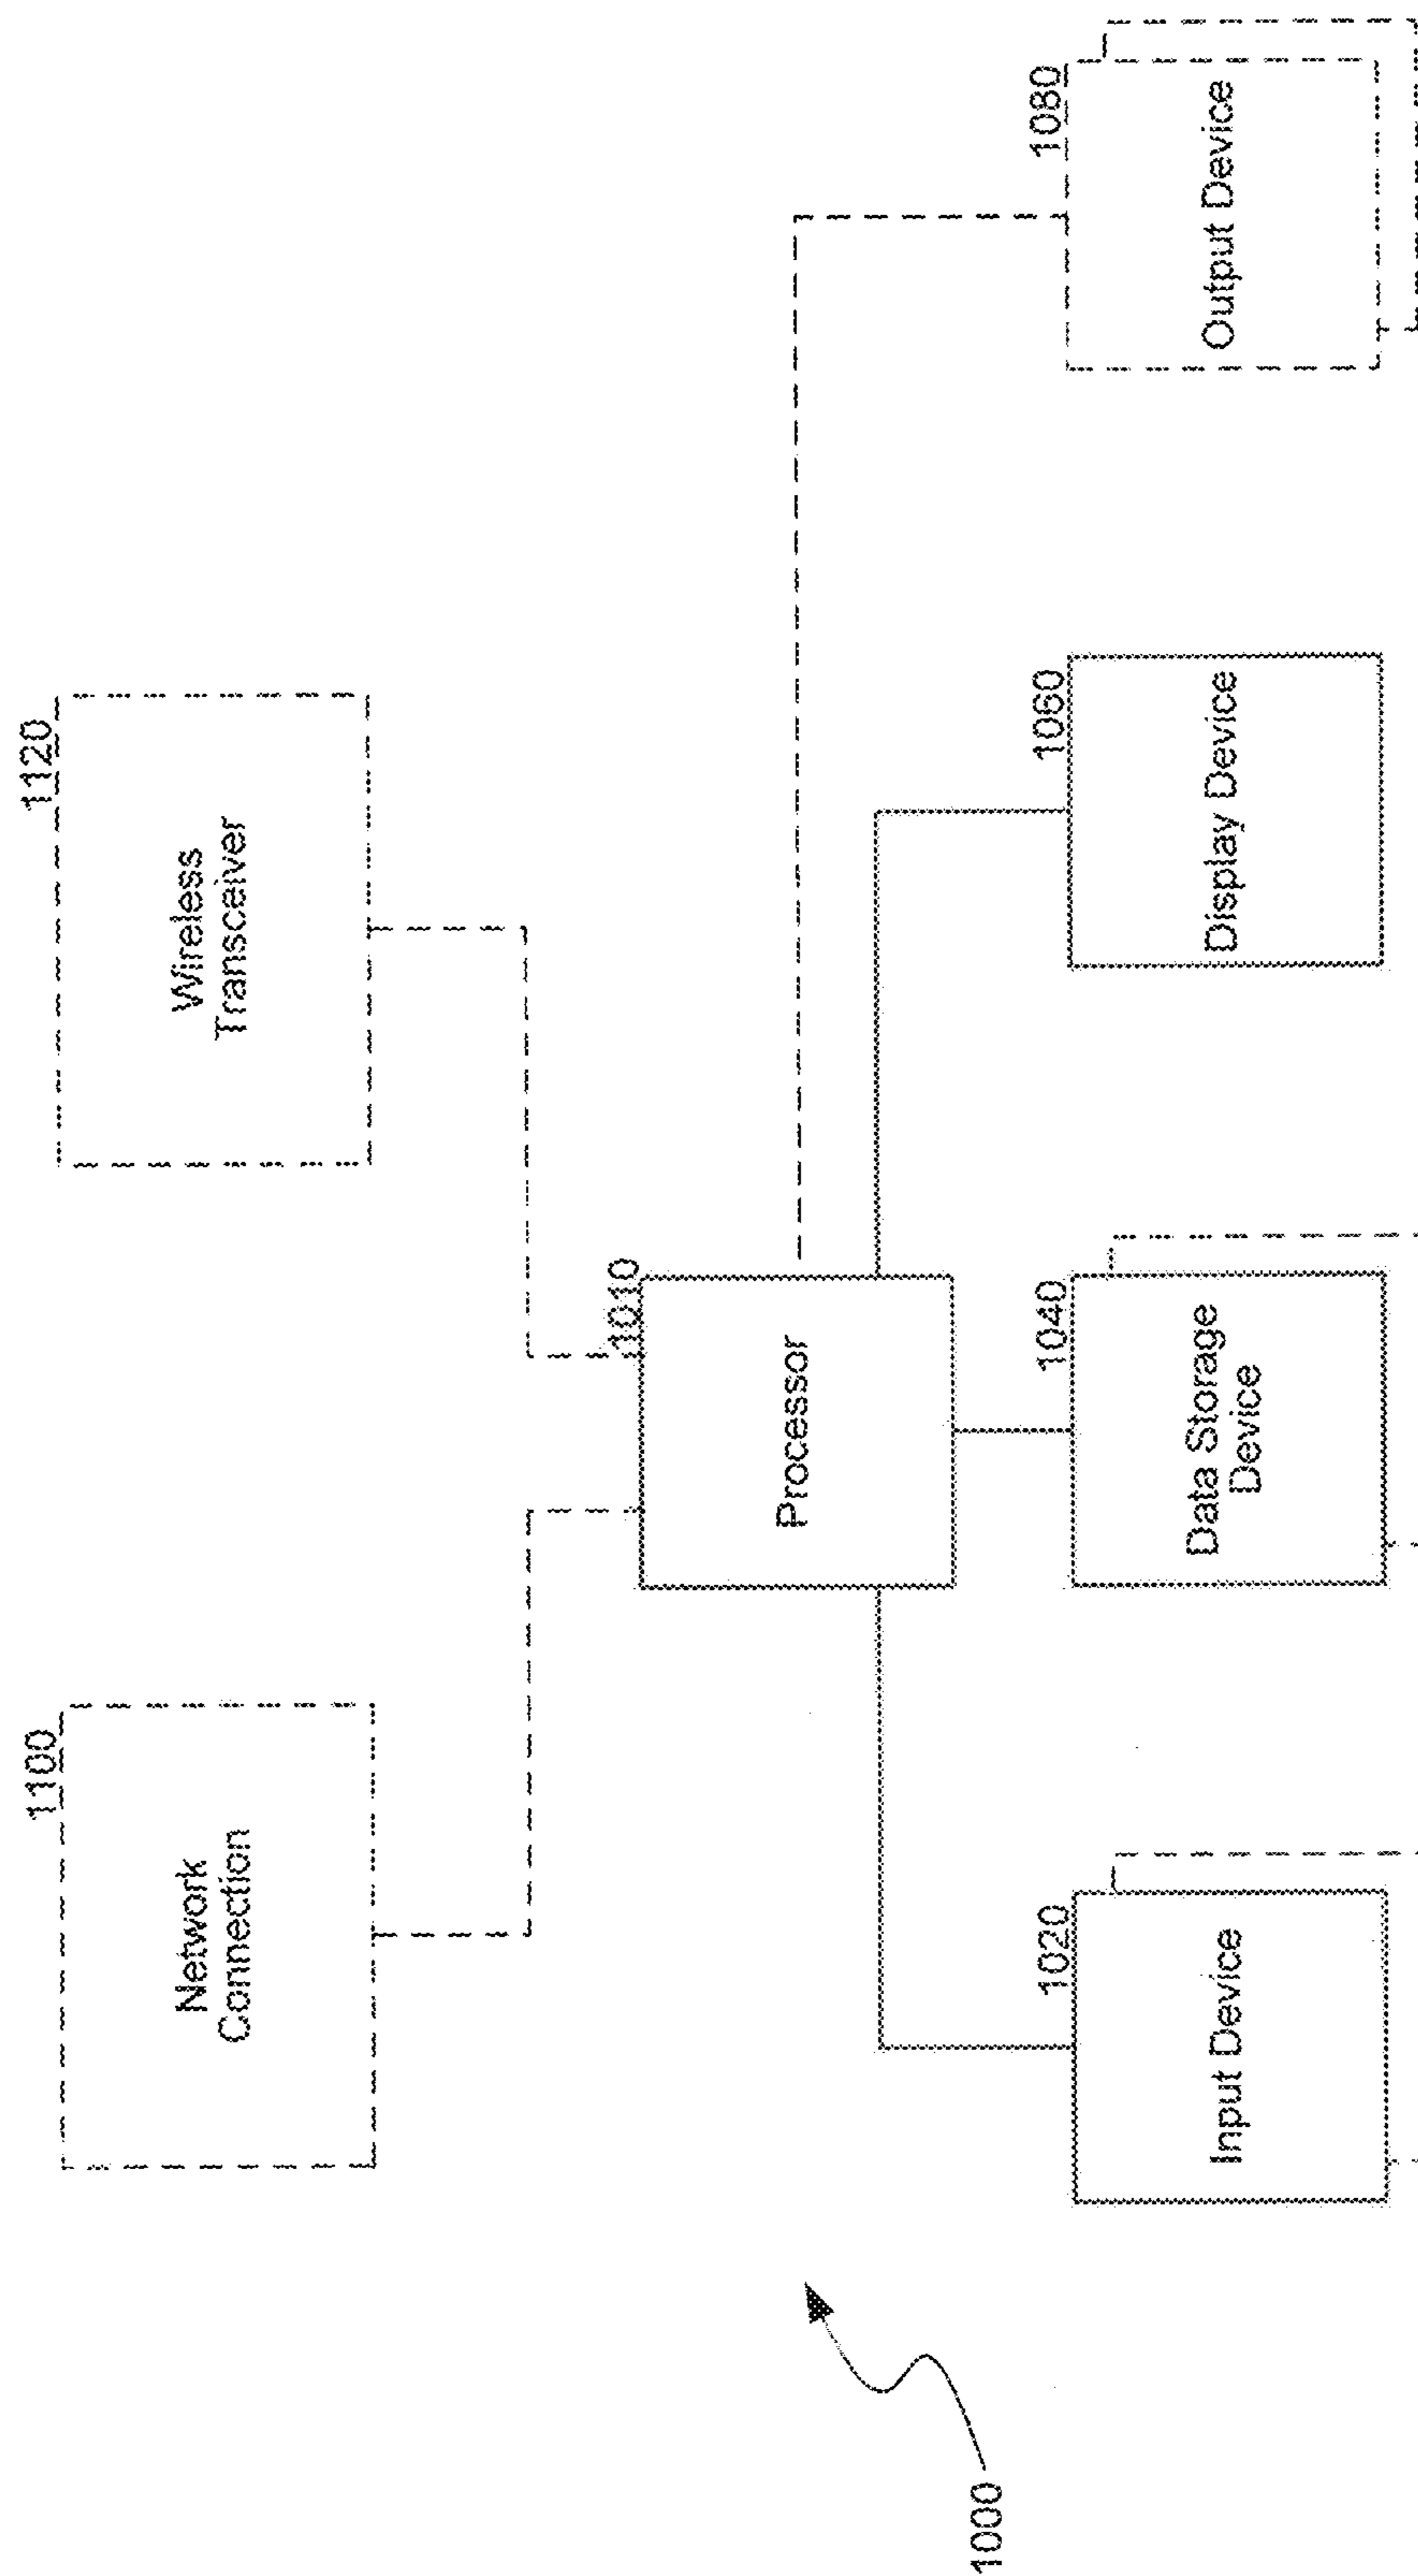 1100
Network
Connection
1120
Wireless
Transceiver
1010
Processor
1000
1020
Input Device
1040
Data Storage
Device
1060
Display Device
1080
Output Device